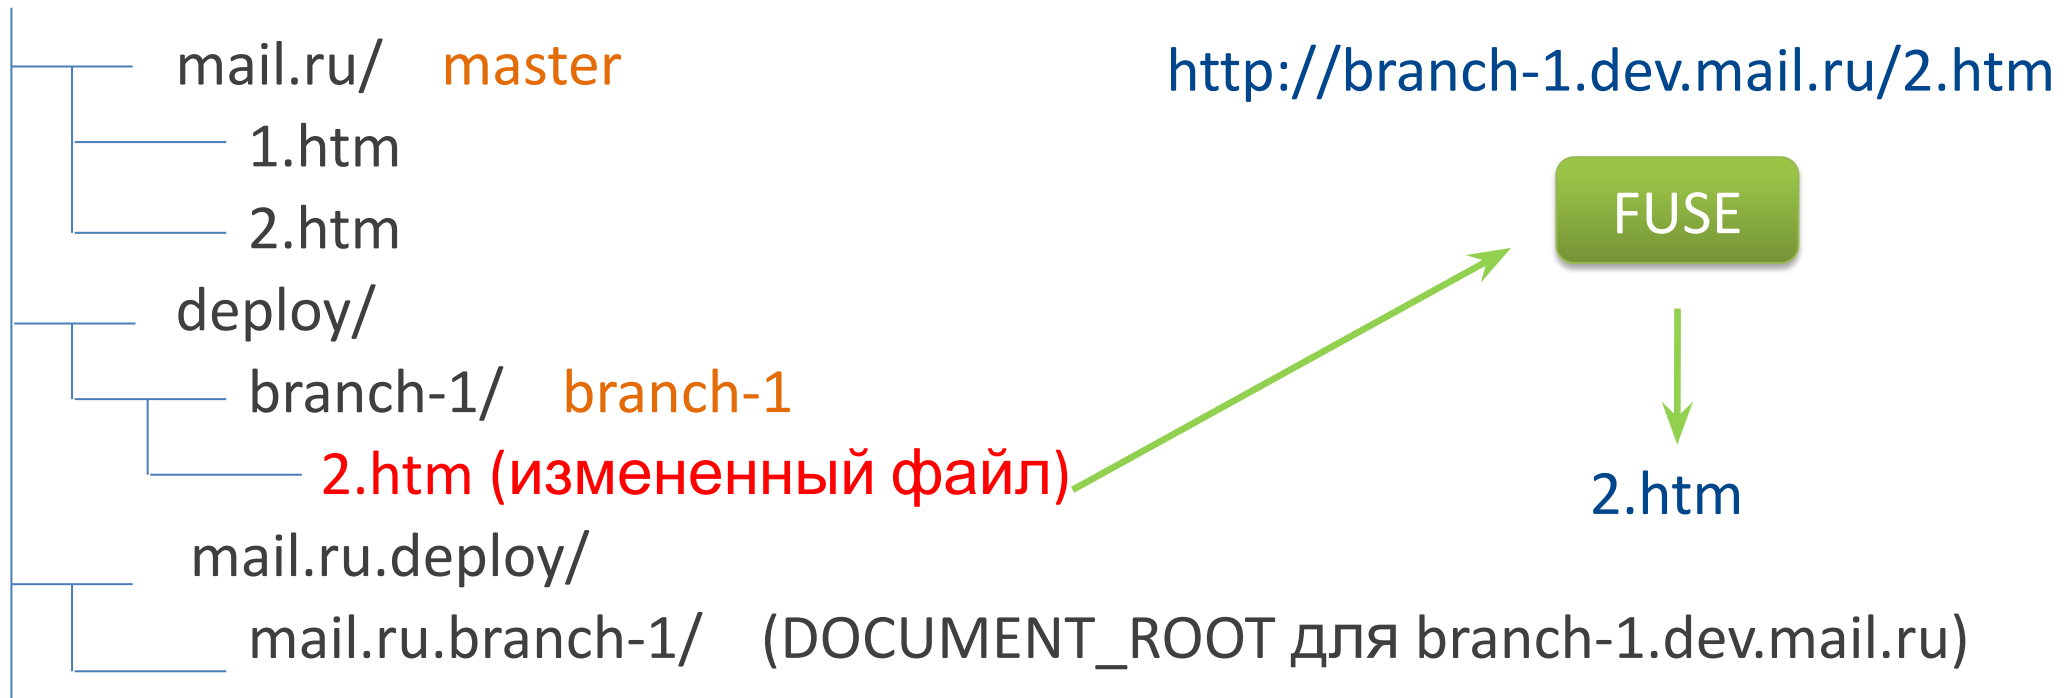 mail.ru/ master
1.htm
2.htm
deploy/
branch-1/ branch-1
2.htm (измененный файл)
mail.ru.deploy/
mail.ru.branch-1/ (DOCUMENT_ROOT для branch-1.dev.mail.ru)
http://branch-1.dev.mail.ru/2.htm
FUSE
2.htm